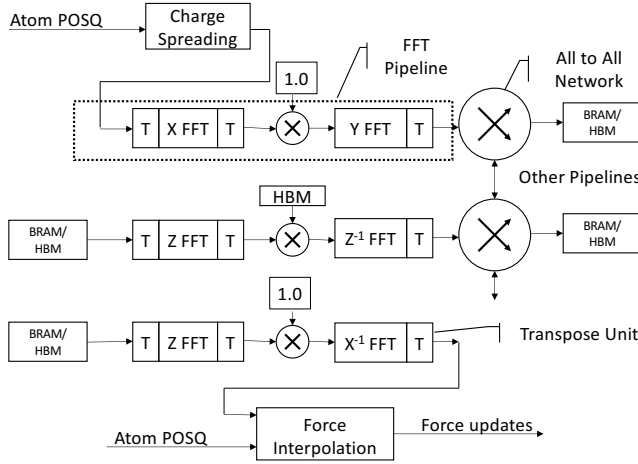 Atom POSQ
Charge
Spreading
FFT
Pipeline
All to All
Network
1.0
T X FFT T
Y FFT T
BRAM/
HBM
Other Pipelines
HBM
BRAM/
HBM
T Z FFT T
Z-1 FFT T
BRAM/
HBM
1.0
BRAM/
HBM
T Z FFT T
X-1 FFT T
Transpose Unit
Atom POSQ
Force
Interpolation
Force updates